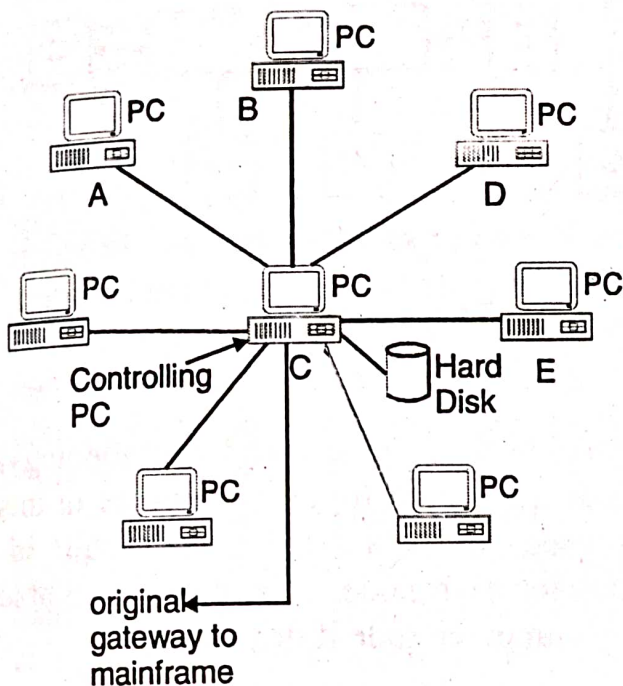 PC
B
PC
A
PC
D
PC
PC
PC
C
E
Controlling
PC
Hard
Disk
PC
PC
original
gateway to
mainframe